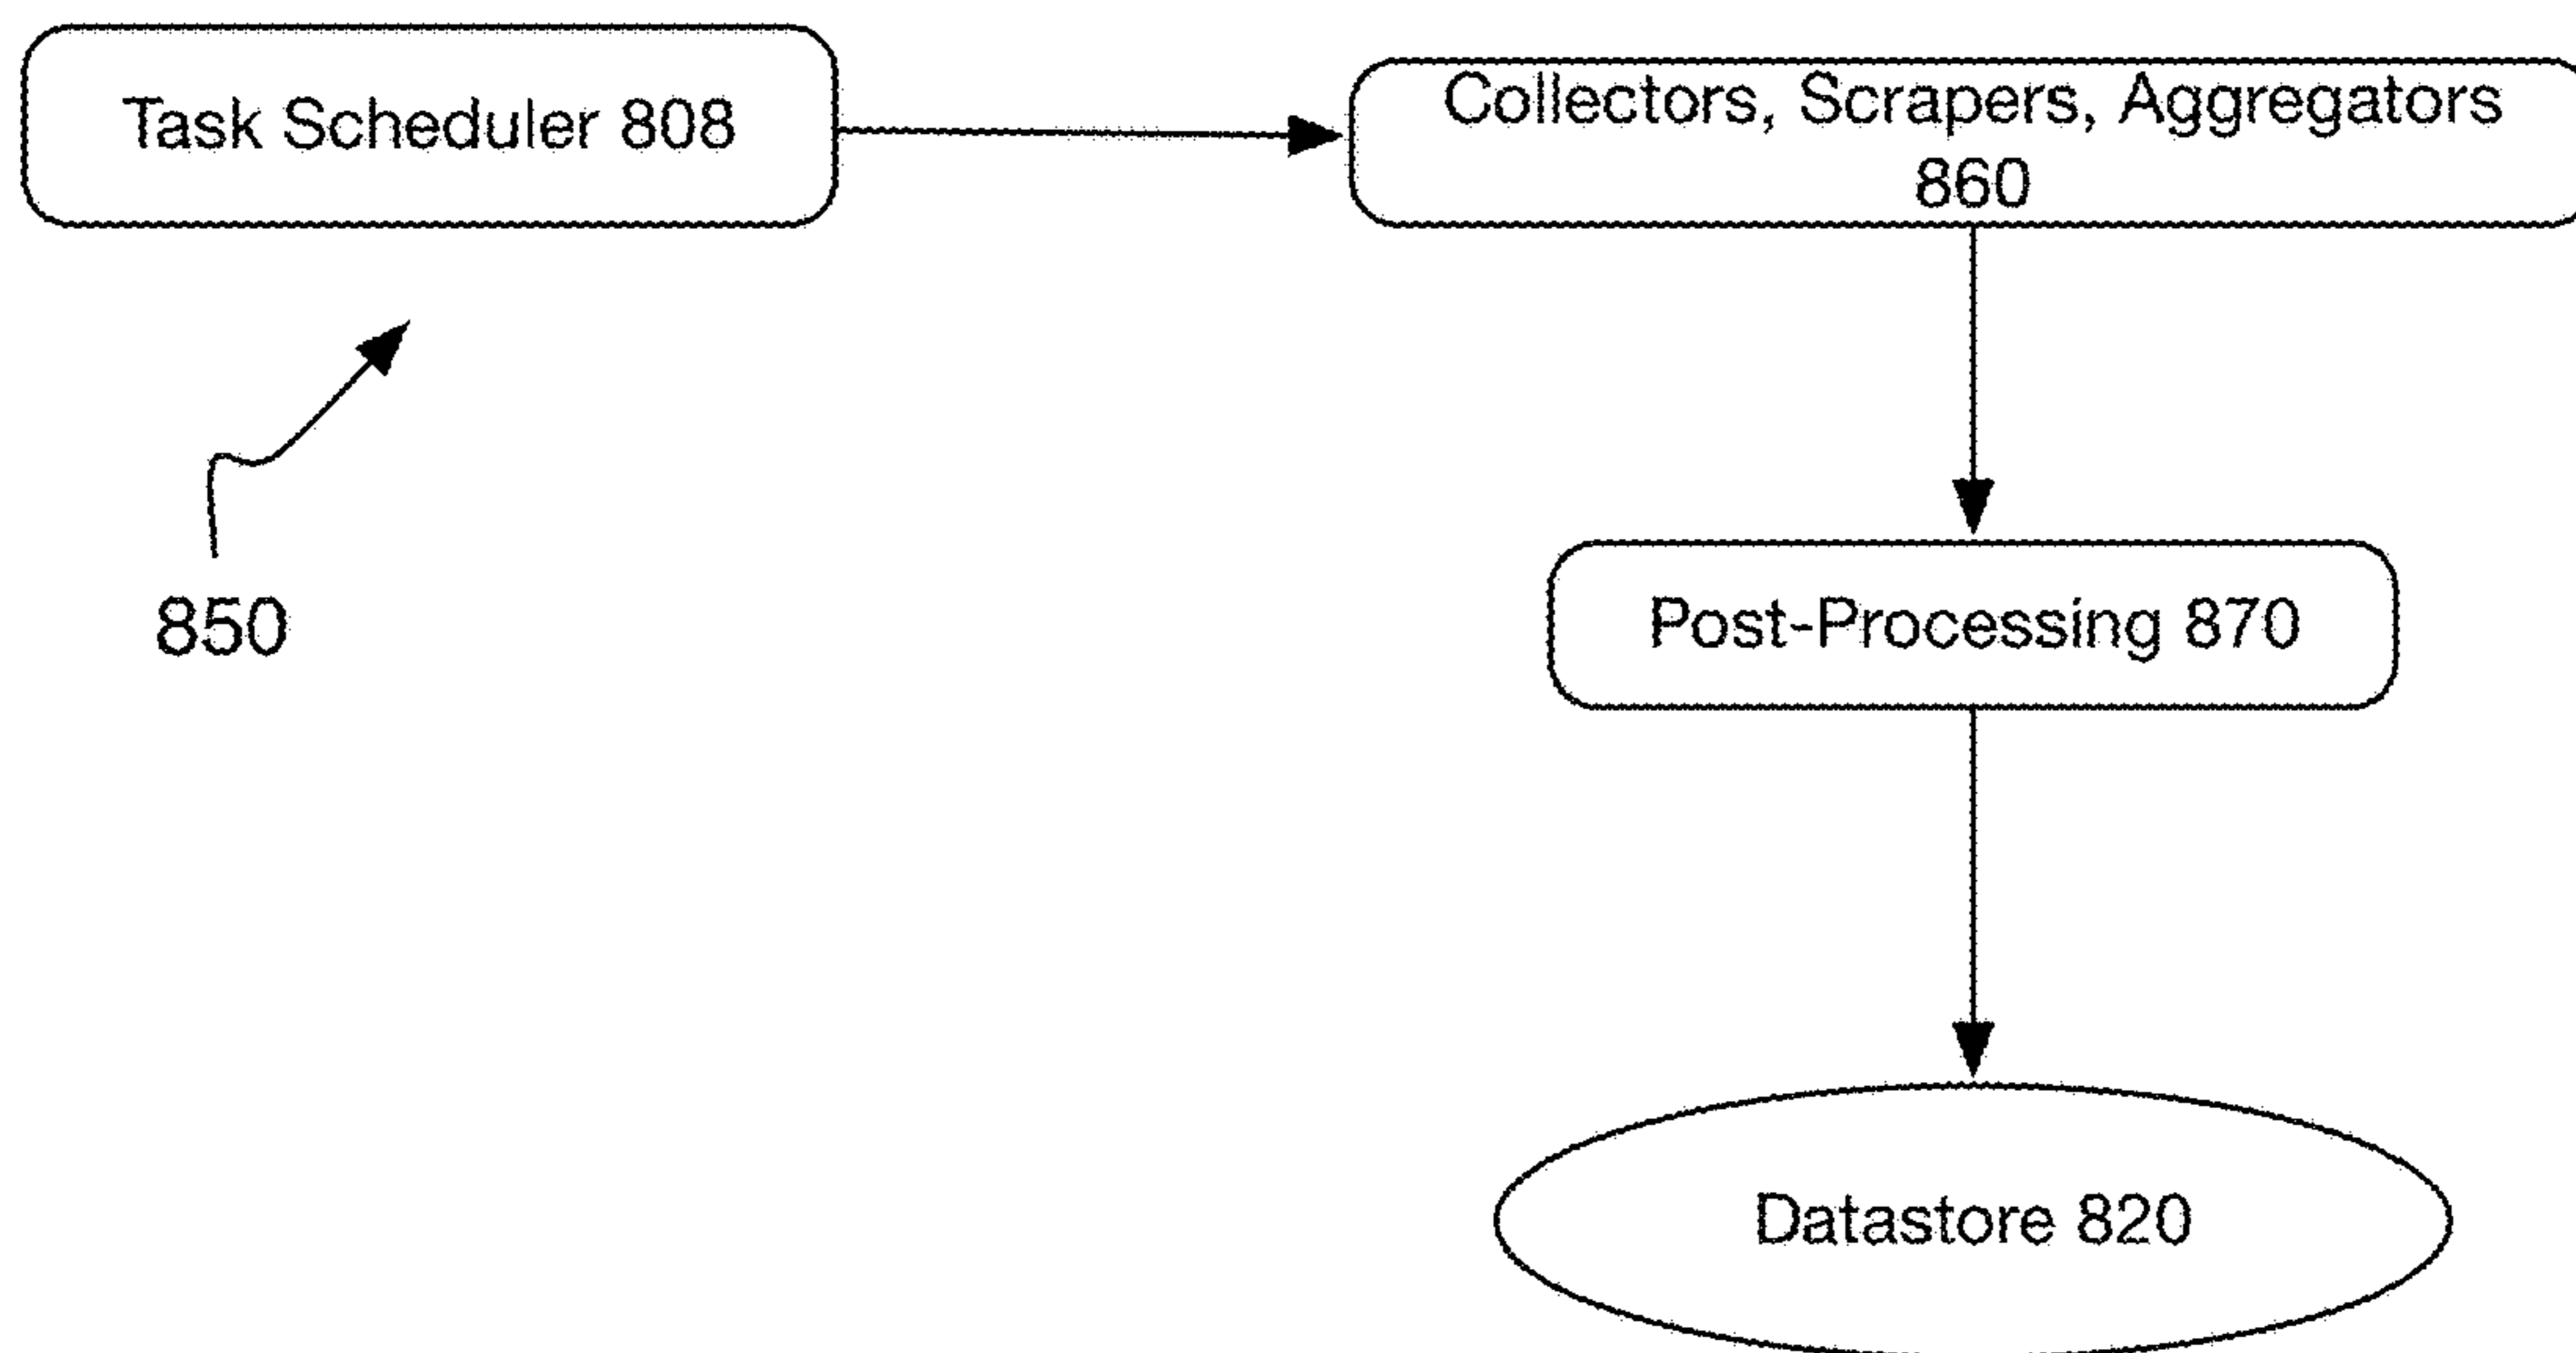 Task Scheduler 808
Collectors, Scrapers, Aggregators
860
850
Post-Processing 870
Datastore 820